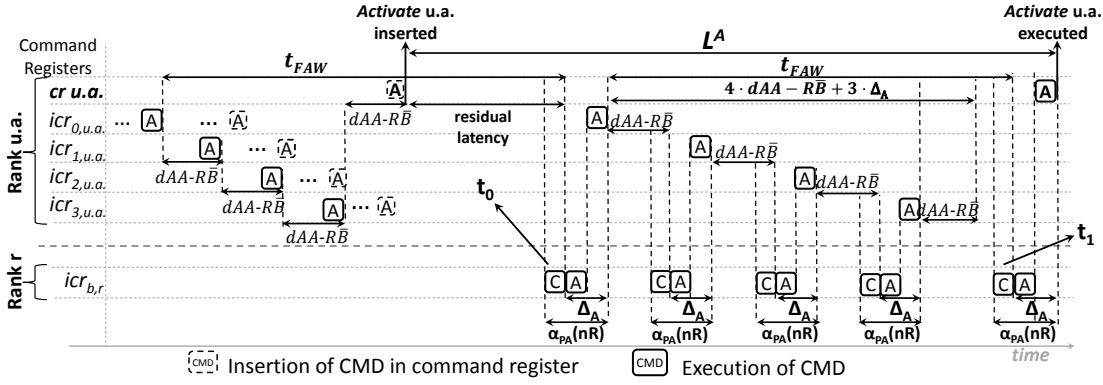 Activate u.a.
inserted
Activate u.a.
executed
Command
Registers
L^A
t_FAW
t_FAW
Rank u.a.
cr u.a.
A
A
4 · dAA − RB̅ + 3 · Δ_A
dAA-RB̅
residual
latency
icr_0,u.a.
... A ... A
A
dAA-RB̅
icr_1,u.a.
A ... A
A
dAA-RB̅
dAA-RB̅
icr_2,u.a.
A ... A
A
dAA-RB̅
dAA-RB̅
t_0
icr_3,u.a.
A ... A
A
dAA-RB̅
dAA-RB̅
t_1
Rank r
icr_b,r
C A C A C A C A C A
Δ_A Δ_A Δ_A Δ_A Δ_A
α_PA(nR) α_PA(nR) α_PA(nR) α_PA(nR) α_PA(nR)
time
CMD Insertion of CMD in command register CMD Execution of CMD